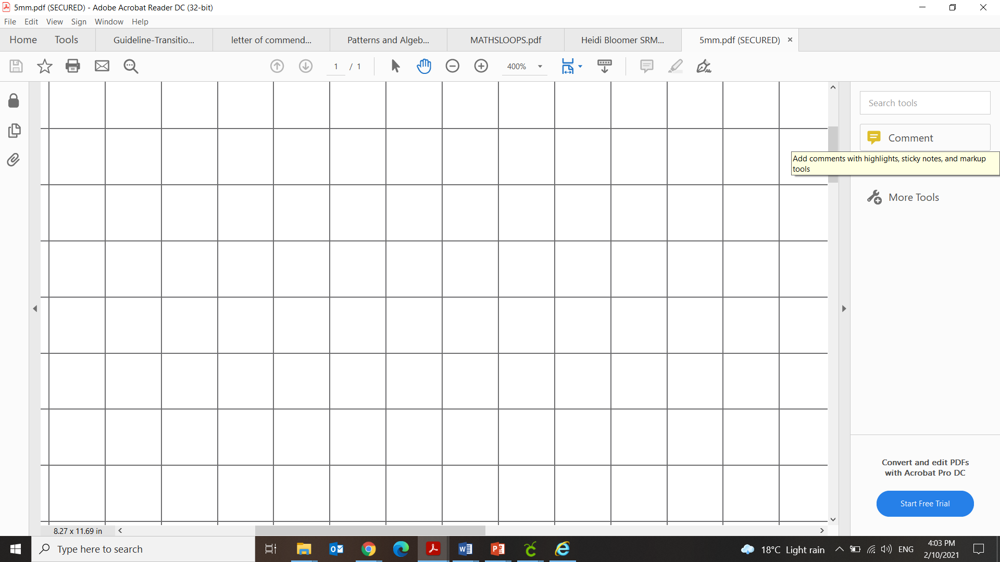 5mm.pdf (SECURED) - Adobe Acrobat Reader DC (32-bit)
File Edit View Sign Window Help
Home Tools Guideline-Transitio... letter of commend... Patterns and Algeb... MATHSLOOPS.pdf Heidi Bloomer SRM... 5mm.pdf (SECURED)
1 / 1 400%
Search tools
Comment
Add comments with highlights, sticky notes, and markup
tools
More Tools
Convert and edit PDFs
with Acrobat Pro DC
Start Free Trial
8.27 x 11.69 in
Type here to search
18°C Light rain ENG
4:03 PM
2/10/2021